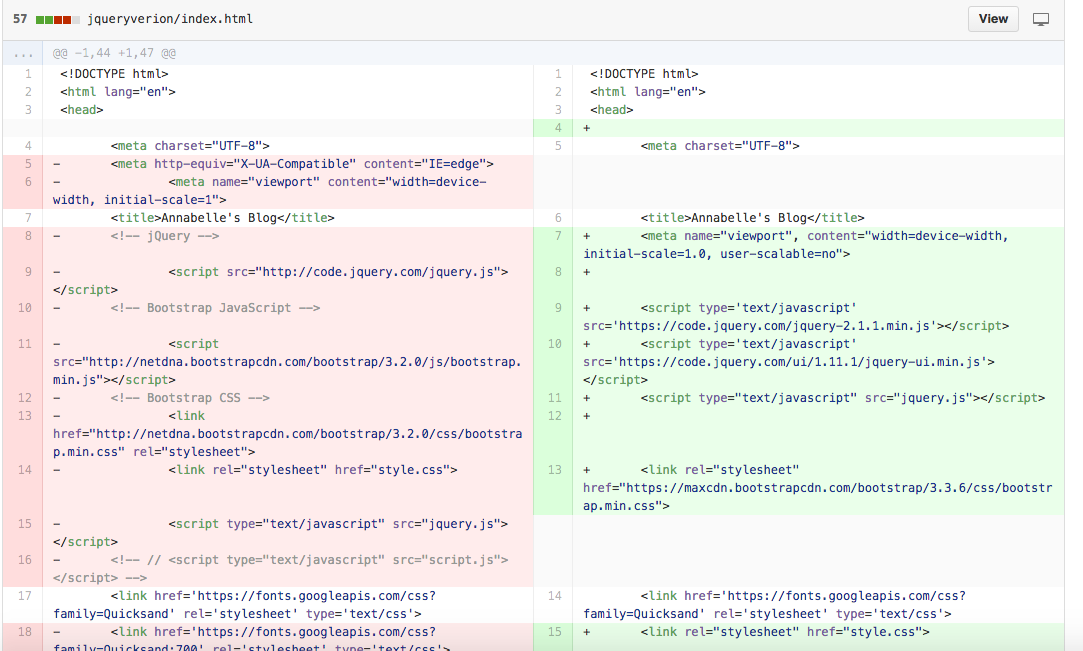 57 jqueryverion/index.html View
... @@ -1,44 +1,47 @@
1 <!DOCTYPE html>
2 <html lang="en">
3 <head>
4 <meta charset="UTF-8">
5 - <meta http-equiv="X-UA-Compatible" content="IE=edge">
6 - <meta name="viewport" content="width=device-
width, initial-scale=1">
7 <title>Annabelle's Blog</title>
8 - <!-- jQuery -->
9 - <script src="http://code.jquery.com/jquery.js">
</script>
10 - <!-- Bootstrap JavaScript -->
11 - <script
src="http://netdna.bootstrapcdn.com/bootstrap/3.2.0/js/bootstrap.
min.js"></script>
12 - <!-- Bootstrap CSS -->
13 - <link
href="http://netdna.bootstrapcdn.com/bootstrap/3.2.0/css/bootstra
p.min.css" rel="stylesheet">
14 - <link rel="stylesheet" href="style.css">
15 - <script type="text/javascript" src="jquery.js">
</script>
16 - <!-- // <script type="text/javascript" src="script.js">
</script> -->
17 <link href='https://fonts.googleapis.com/css?
family=Quicksand' rel='stylesheet' type='text/css'>
18 - <link href='https://fonts.googleapis.com/css?
family=Quicksand:700' rel='stylesheet' type='text/css'>
1 <!DOCTYPE html>
2 <html lang="en">
3 <head>
4 +
5 <meta charset="UTF-8">
6 <title>Annabelle's Blog</title>
7 + <meta name="viewport", content="width=device-width,
initial-scale=1.0, user-scalable=no">
8 +
9 + <script type='text/javascript'
src='https://code.jquery.com/jquery-2.1.1.min.js'></script>
10 + <script type='text/javascript'
src='https://code.jquery.com/ui/1.11.1/jquery-ui.min.js'>
</script>
11 + <script type="text/javascript" src="jquery.js"></script>
12 +
13 + <link rel="stylesheet"
href="https://maxcdn.bootstrapcdn.com/bootstrap/3.3.6/css/bootstr
ap.min.css">
14 <link href='https://fonts.googleapis.com/css?
family=Quicksand' rel='stylesheet' type='text/css'>
15 + <link rel="stylesheet" href="style.css">